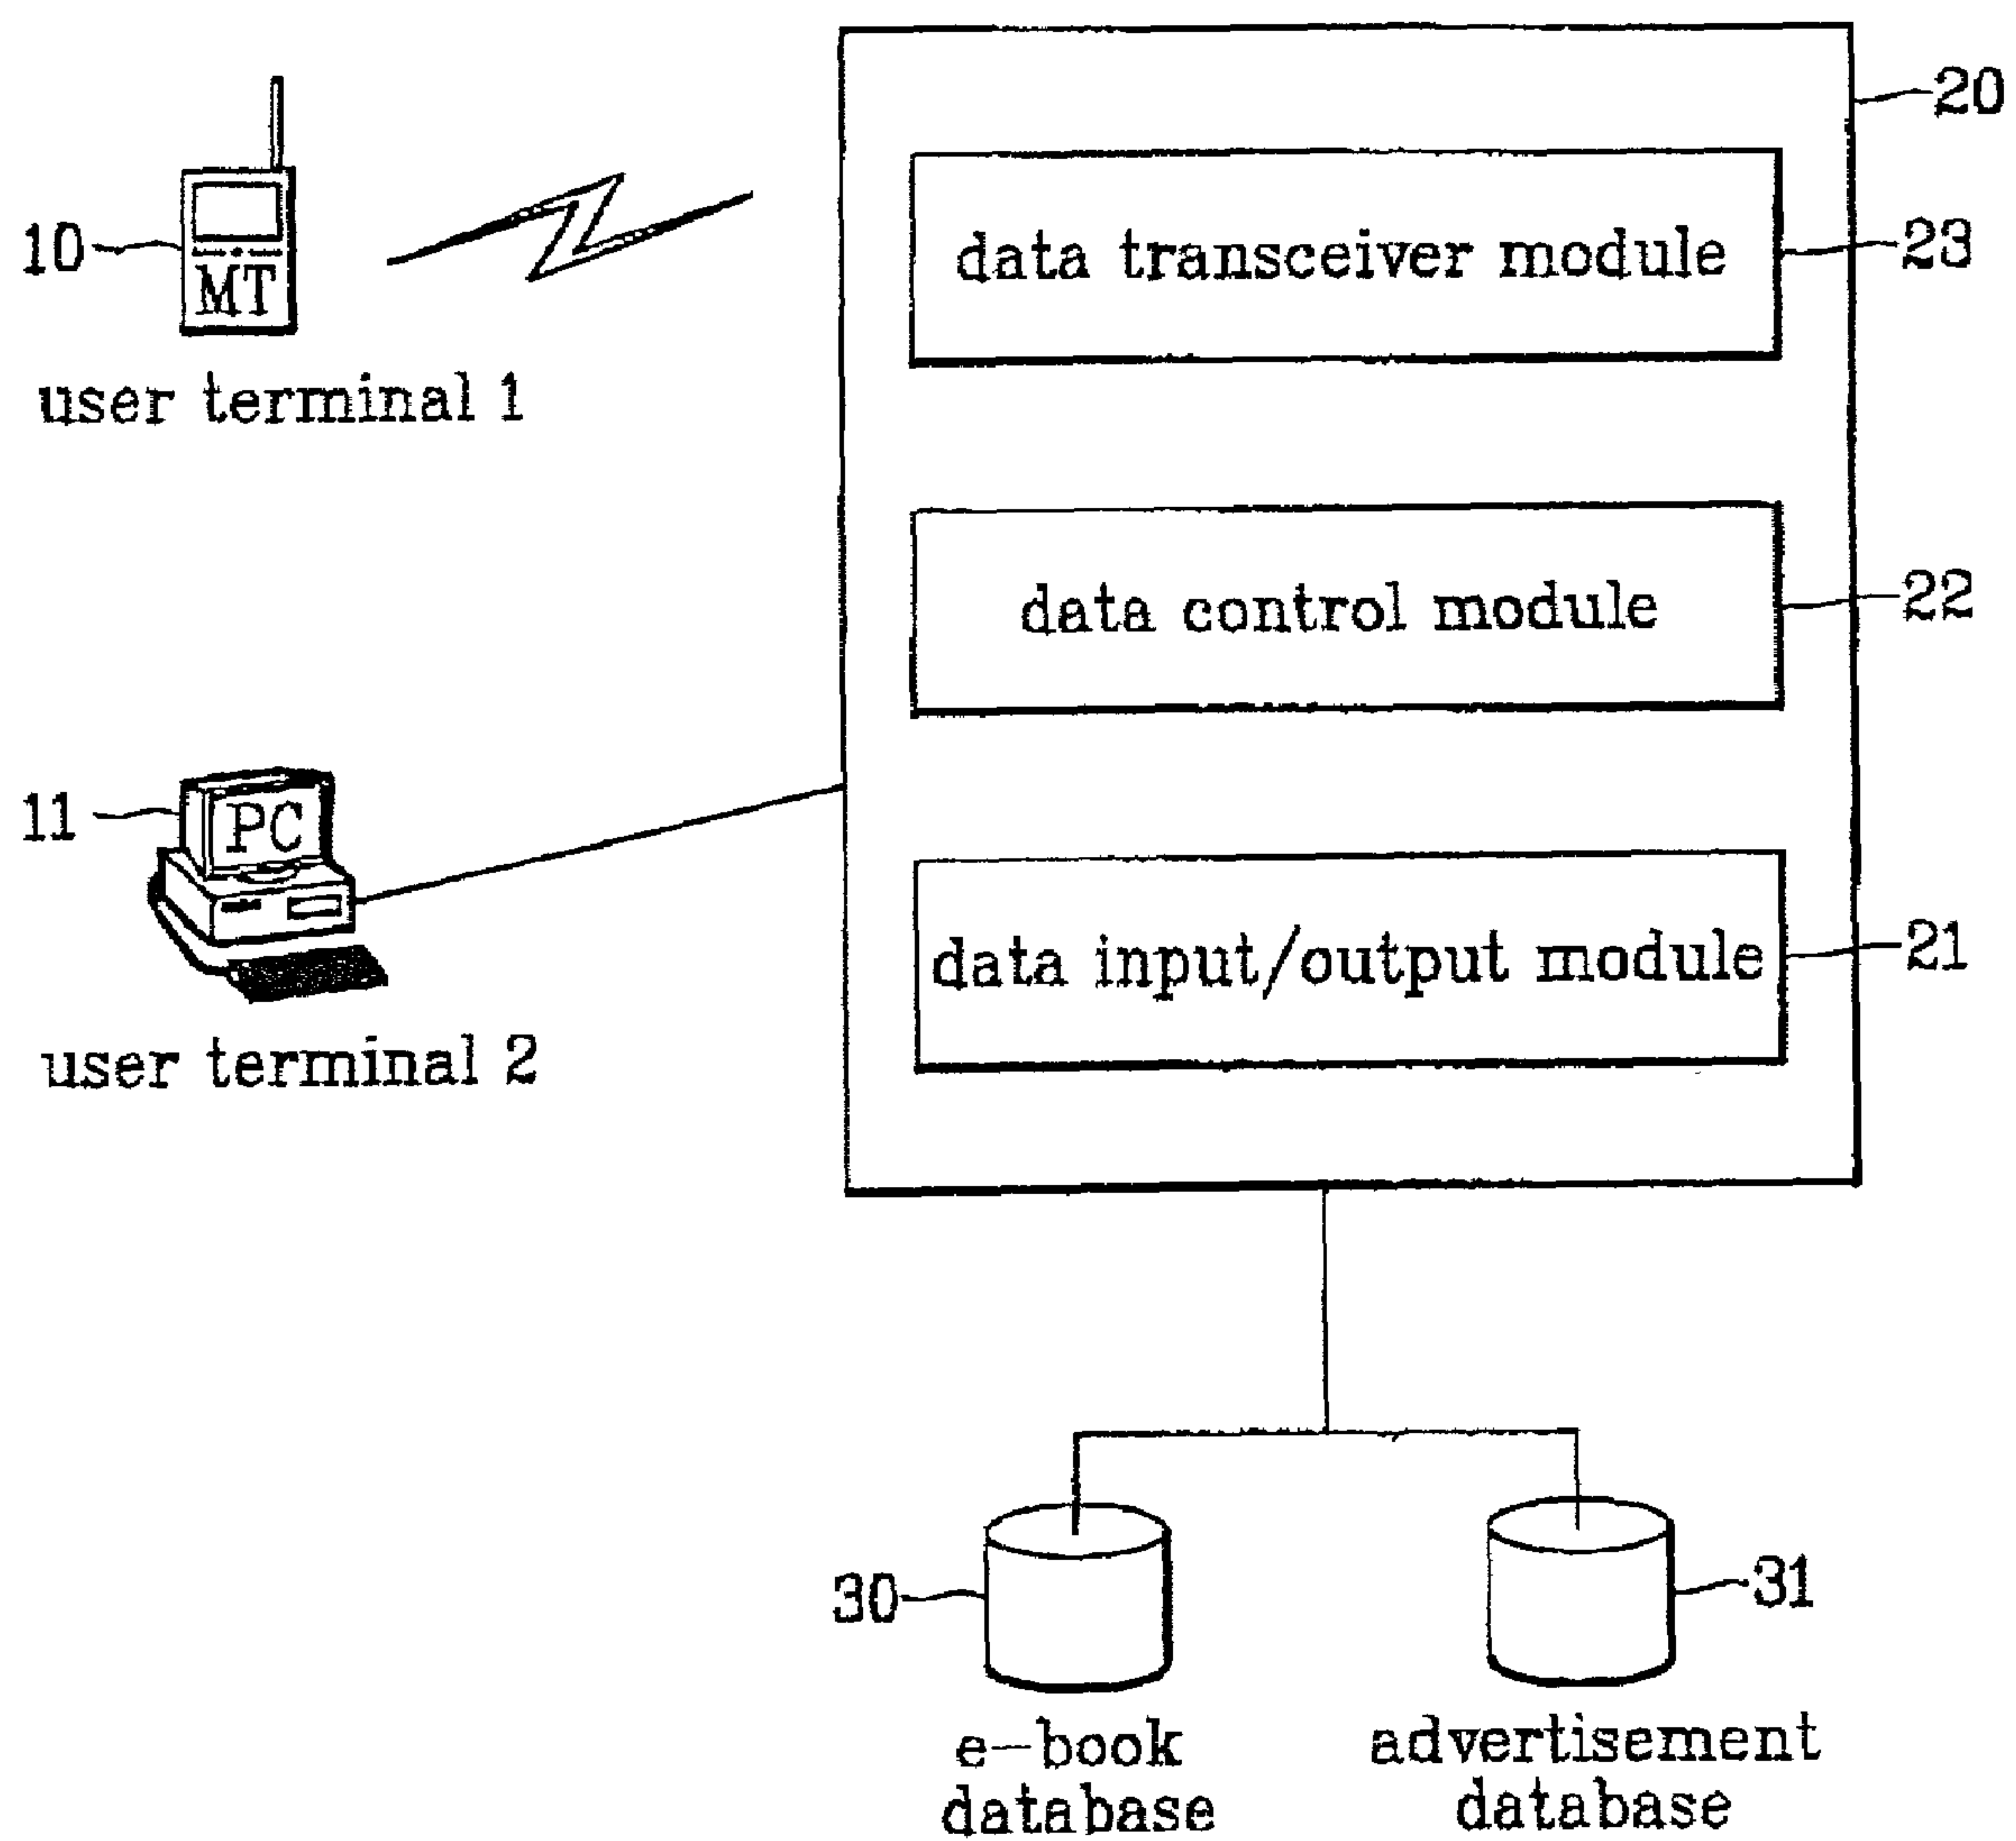 20
data transceiver module
23
10
MT
user terminal 1
data control module
22
11
PC
data input/output module
21
user terminal 2
30
31
e-book
database
advertisement
database